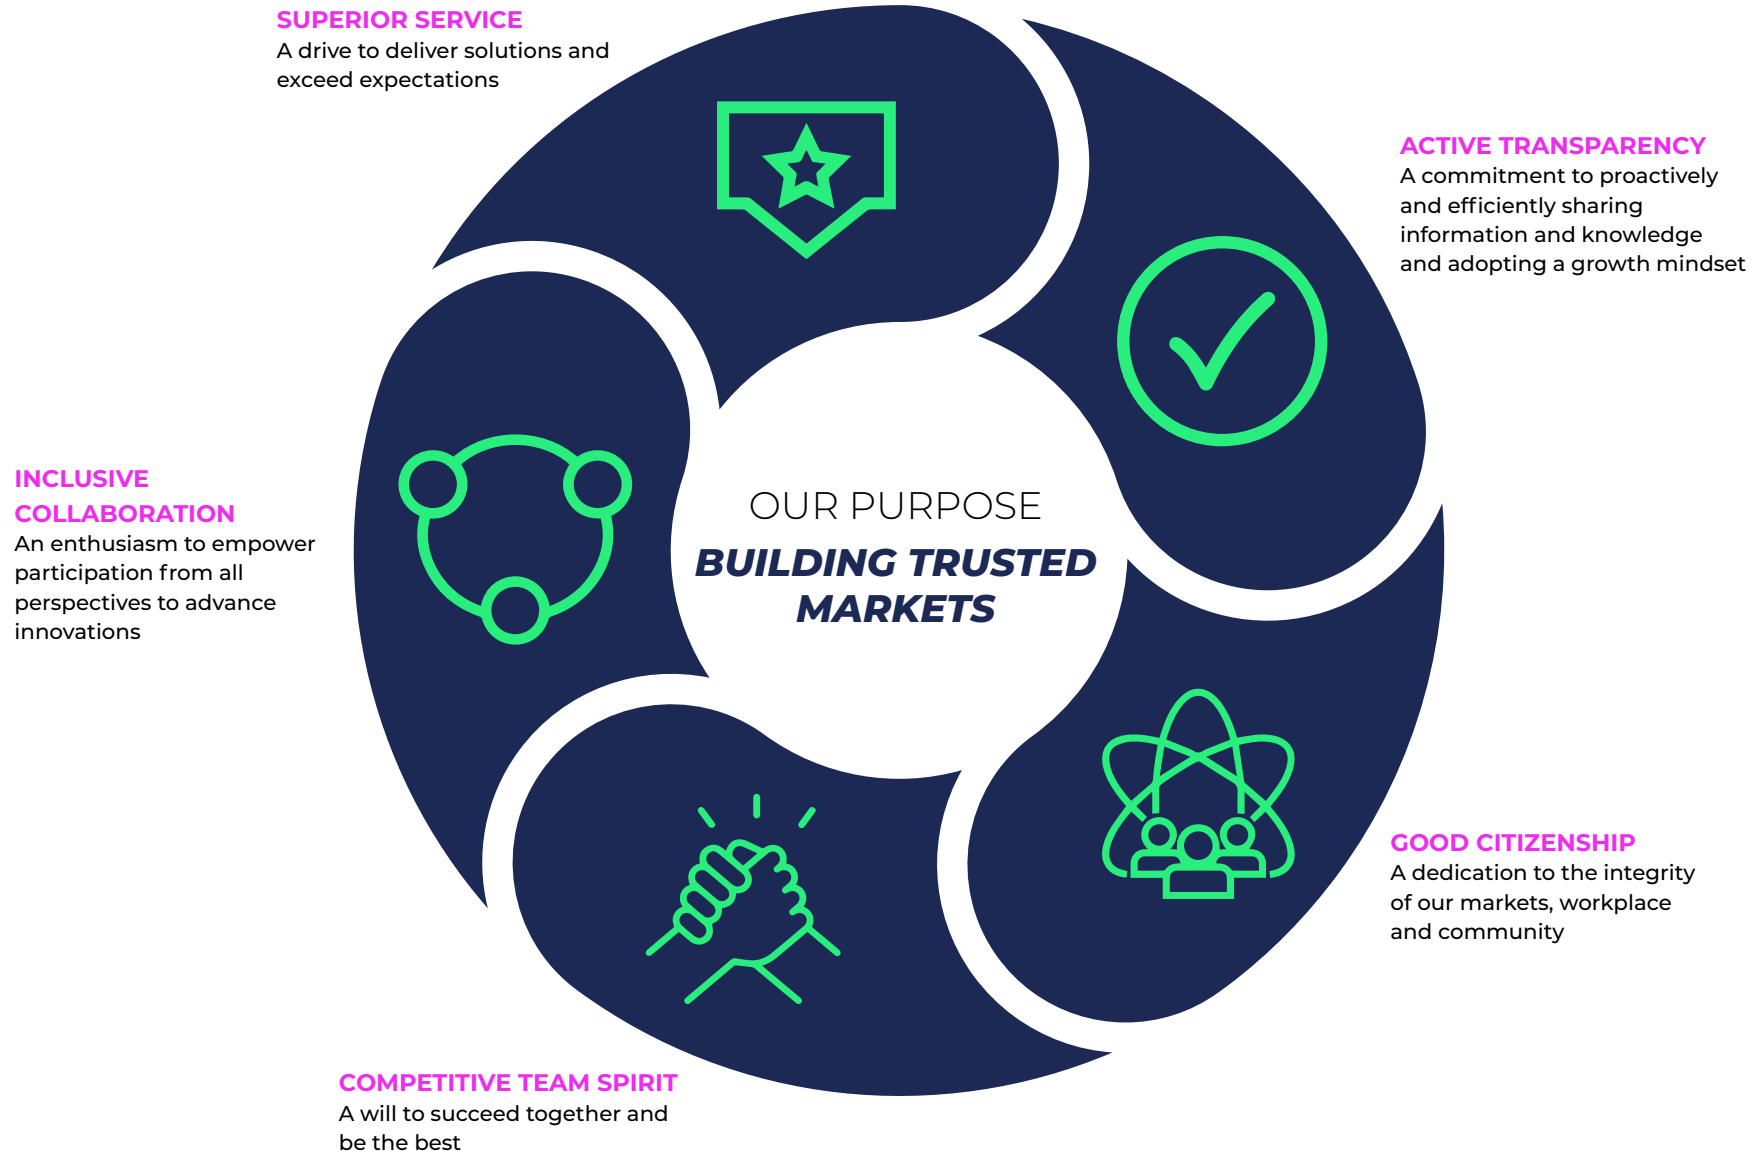 SUPERIOR SERVICE
A drive to deliver solutions and
exceed expectations
ACTIVE TRANSPARENCY
A commitment to proactively
and efficiently sharing
information and knowledge
and adopting a growth mindset
INCLUSIVE
COLLABORATION
An enthusiasm to empower
participation from all
perspectives to advance
innovations
OUR PURPOSE
BUILDING TRUSTED
MARKETS
GOOD CITIZENSHIP
A dedication to the integrity
of our markets, workplace
and community
COMPETITIVE TEAM SPIRIT
A will to succeed together and
be the best